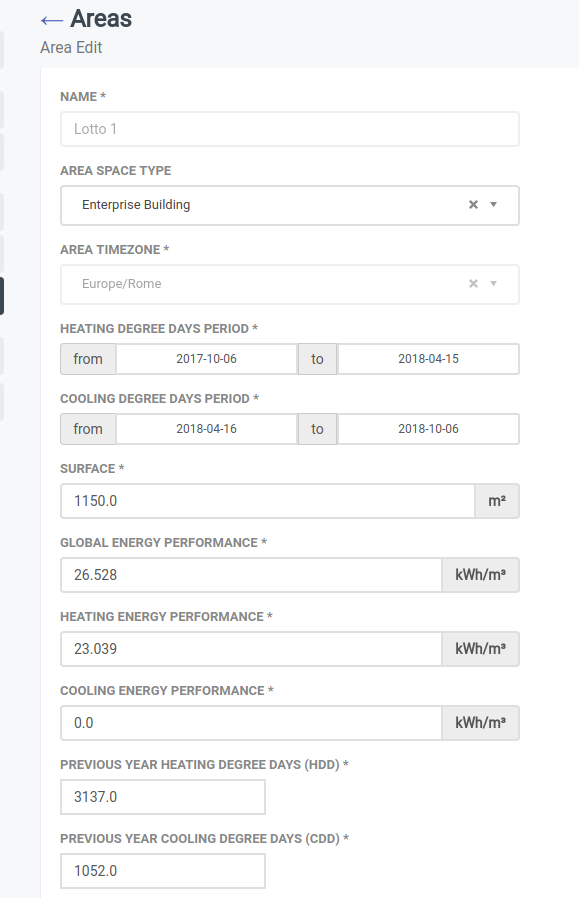 ← Areas
Area Edit
NAME *
Lotto 1
AREA SPACE TYPE
Enterprise Building × ▾
AREA TIMEZONE *
Europe/Rome × ▾
HEATING DEGREE DAYS PERIOD *
from 2017-10-06 to 2018-04-15
COOLING DEGREE DAYS PERIOD *
from 2018-04-16 to 2018-10-06
SURFACE *
1150.0 m²
GLOBAL ENERGY PERFORMANCE *
26.528 kWh/m³
HEATING ENERGY PERFORMANCE *
23.039 kWh/m³
COOLING ENERGY PERFORMANCE *
0.0 kWh/m³
PREVIOUS YEAR HEATING DEGREE DAYS (HDD) *
3137.0
PREVIOUS YEAR COOLING DEGREE DAYS (CDD) *
1052.0